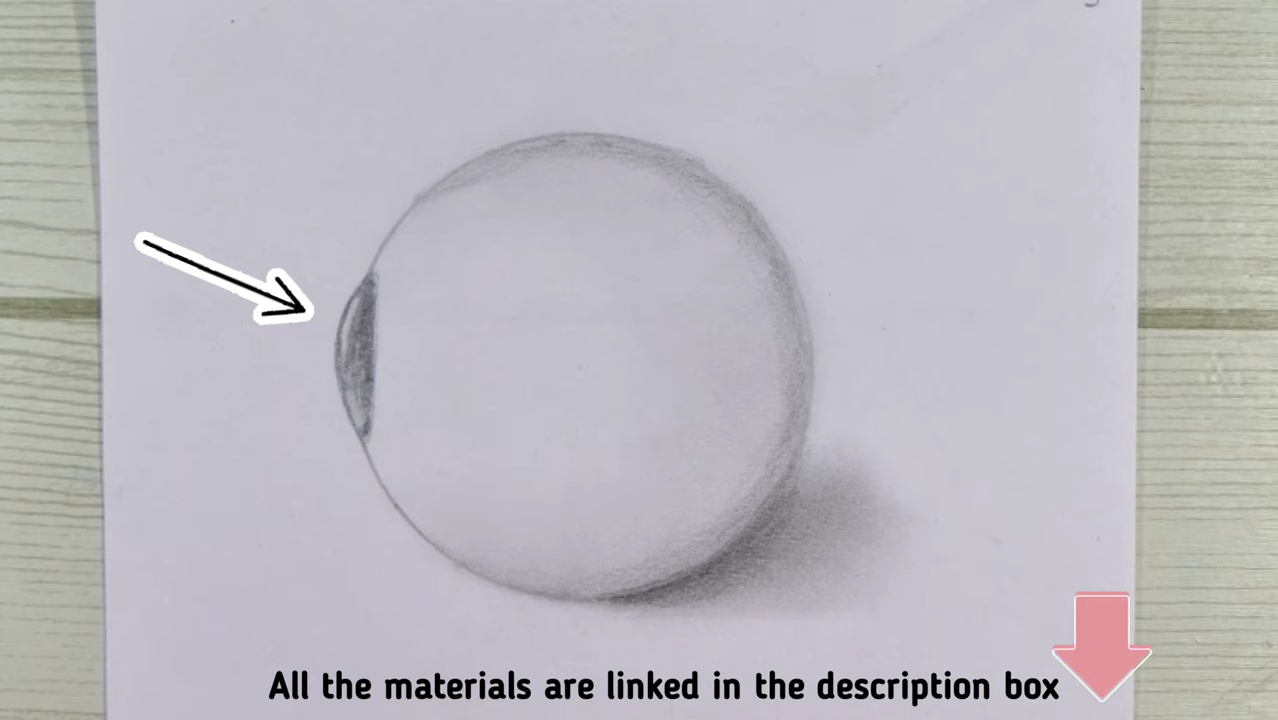 All the materials are linked in the description box